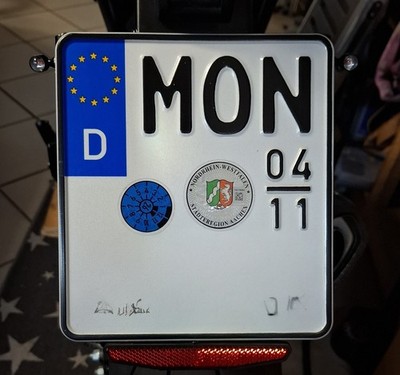 MON
D
04
11
NORDRHEIN-WESTFALEN
STÄDTEREGION AACHEN